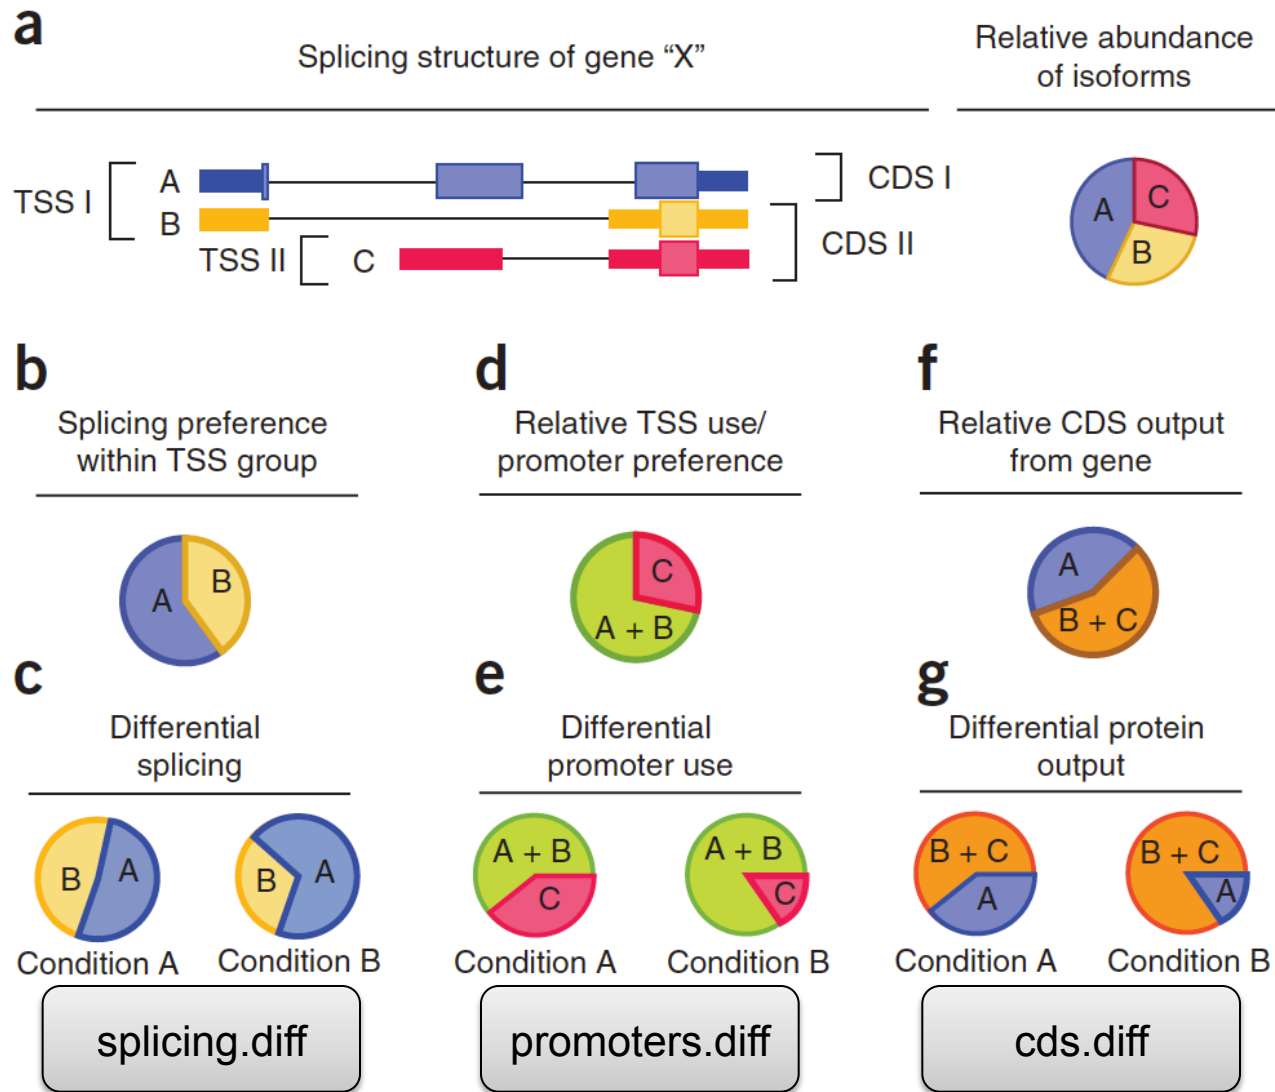 a
Splicing structure of gene “X”
Relative abundance
of isoforms
TSS I
A
B
TSS II
C
CDS I
CDS II
A
C
B
b
Splicing preference
within TSS group
A
B
d
Relative TSS use/
promoter preference
C
A + B
f
Relative CDS output
from gene
A
B + C
c
Differential
splicing
B
A
B
A
Condition A
Condition B
splicing.diff
e
Differential
promoter use
A + B
C
A + B
C
Condition A
Condition B
promoters.diff
g
Differential protein
output
B + C
A
B + C
A
Condition A
Condition B
cds.diff